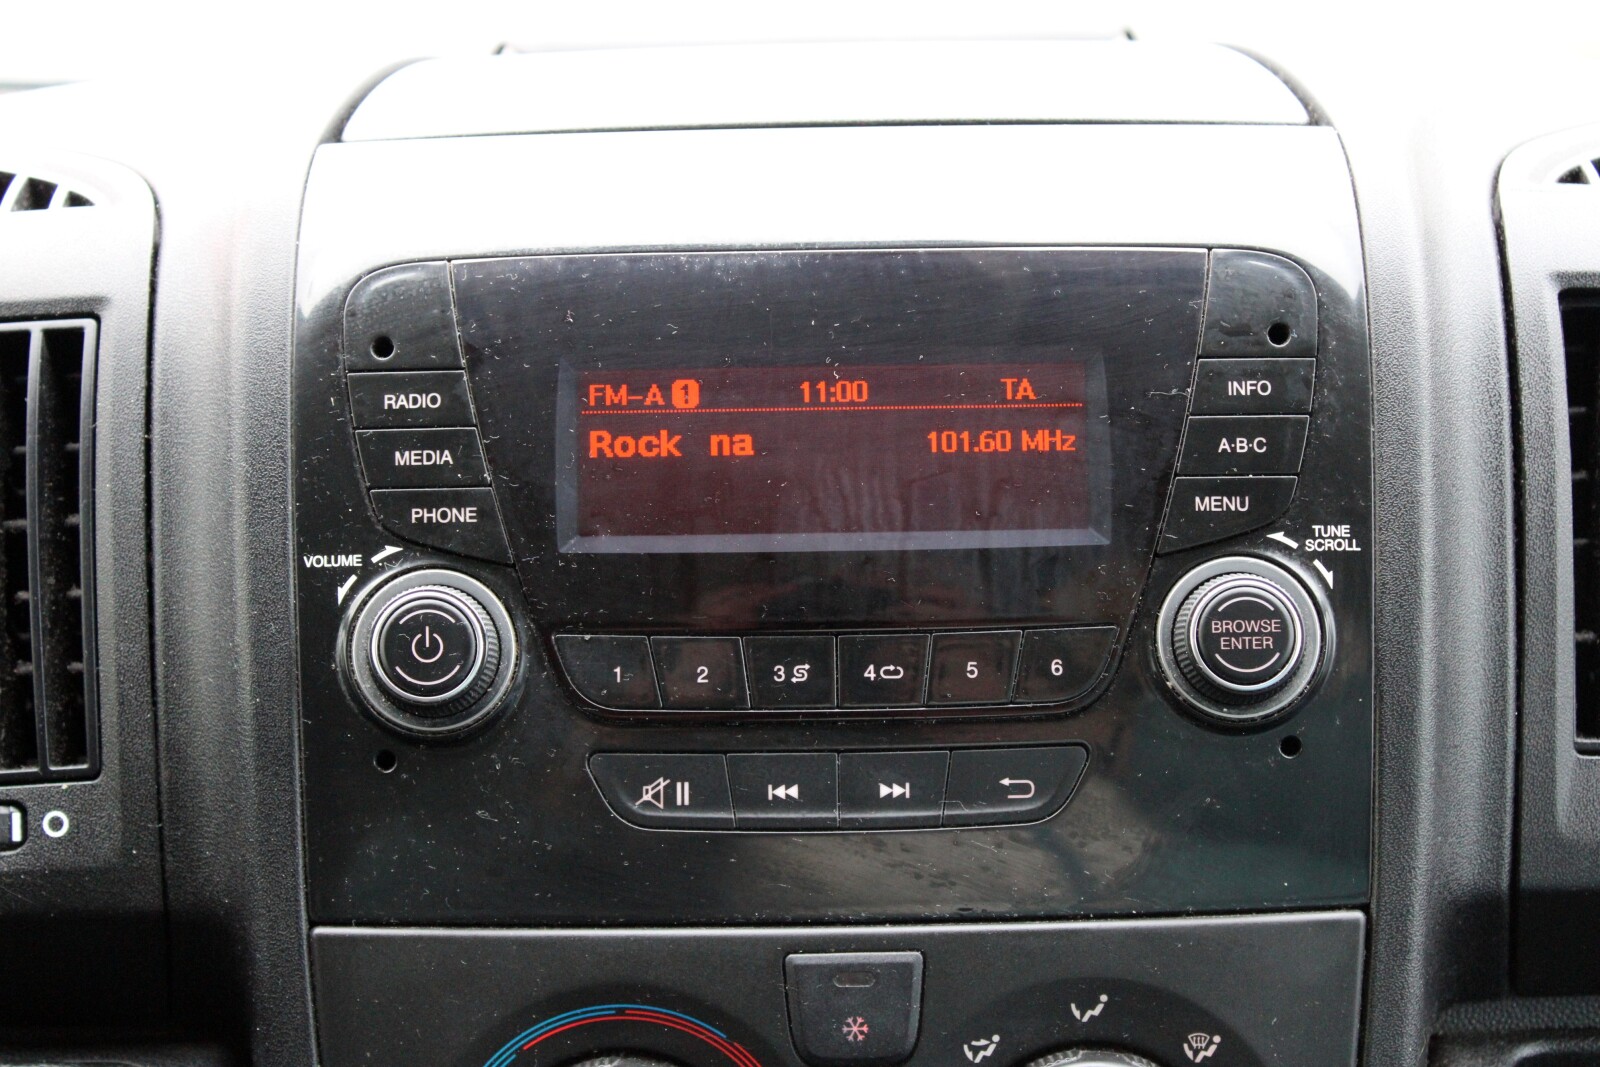 FM-A 1 11:00 TA
Rock na 101.60 MHz
RADIO
MEDIA
PHONE
INFO
A·B·C
MENU
VOLUME
TUNE
SCROLL
BROWSE
ENTER
1 2 3 4 5 6